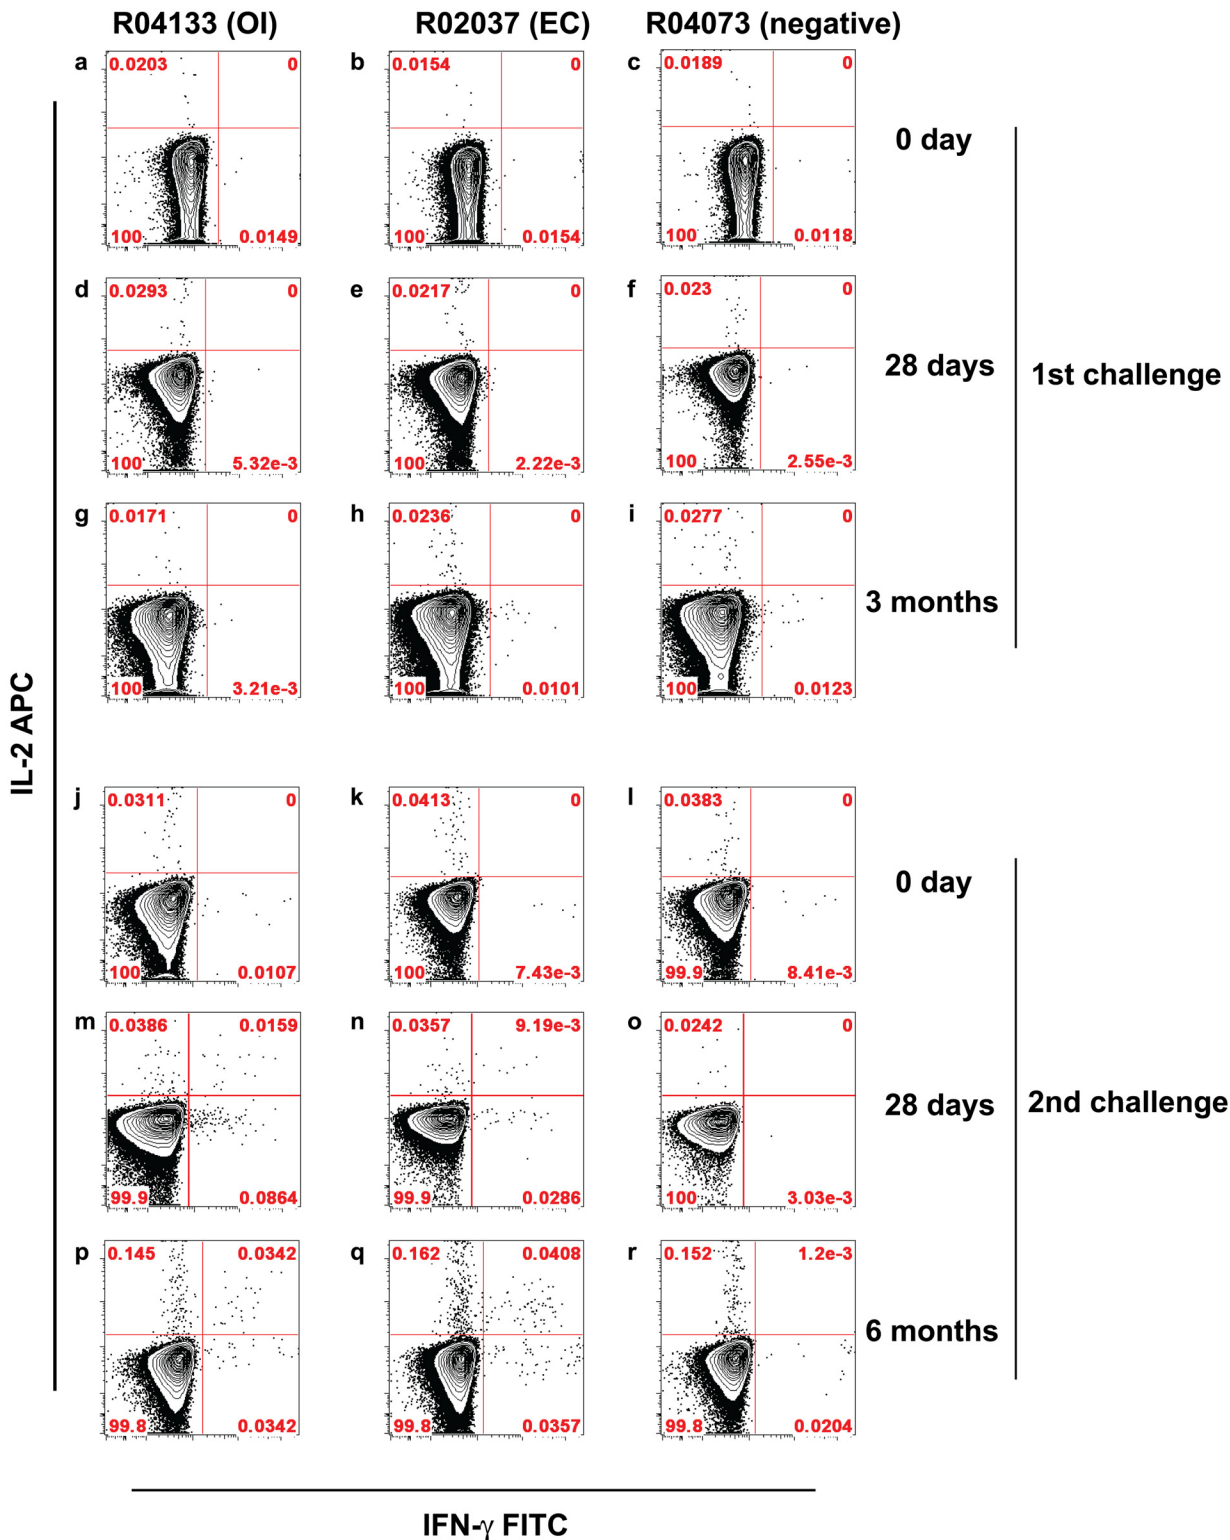 R04133 (OI) R02037 (EC) R04073 (negative)
a 0.0203 0 b 0.0154 0 c 0.0189 0
0 day
100 0.0149 100 0.0154 100 0.0118
d 0.0293 0 e 0.0217 0 f 0.023 0
28 days 1st challenge
100 5.32e-3 100 2.22e-3 100 2.55e-3
g 0.0171 0 h 0.0236 0 i 0.0277 0
3 months
100 3.21e-3 100 0.0101 100 0.0123
IL-2 APC
j 0.0311 0 k 0.0413 0 l 0.0383 0
0 day
100 0.0107 100 7.43e-3 99.9 8.41e-3
m 0.0386 0.0159 n 0.0357 9.19e-3 o 0.0242 0
28 days 2nd challenge
99.9 0.0864 99.9 0.0286 100 3.03e-3
p 0.145 0.0342 q 0.162 0.0408 r 0.152 1.2e-3
6 months
99.8 0.0342 99.8 0.0357 99.8 0.0204
IFN-γ FITC